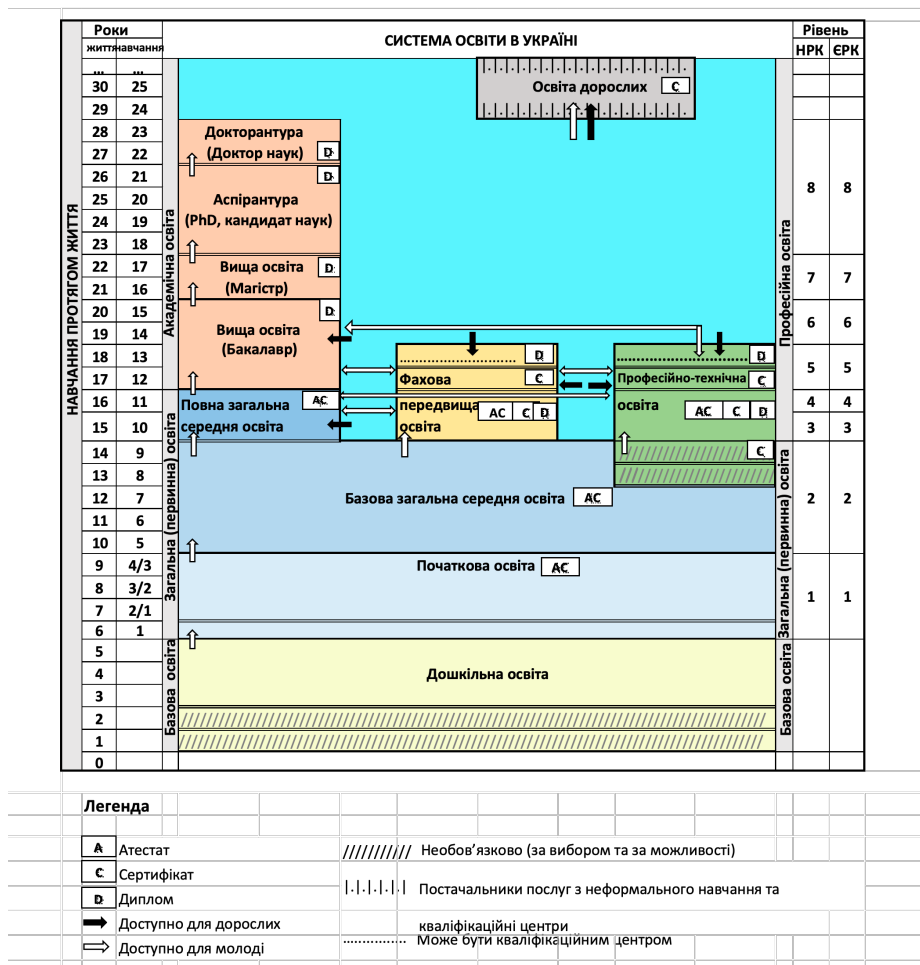 СИСТЕМА ОСВІТИ В УКРАЇНІ
Роки
життя навчання
Рівень
НРК ЄРК
НАВЧАННЯ ПРОТЯГОМ ЖИТТЯ
... ...
30 25
29 24
28 23
27 22
26 21
25 20
24 19
23 18
22 17
21 16
20 15
19 14
18 13
17 12
16 11
15 10
14 9
13 8
12 7
11 6
10 5
9 4/3
8 3/2
7 2/1
6 1
5
4
3
2
1
0
Академічна освіта
Загальна (первинна) освіта
Базова освіта
Освіта дорослих C
Докторантура
(Доктор наук) D
D
Аспірантура
(PhD, кандидат наук)
Вища освіта D
(Магістр)
D
Вища освіта
(Бакалавр)
Повна загальна AC
середня освіта
D
Фахова C
передвища AC C D
освіта
D
Професійно-технічна C
освіта AC C D
C
Базова загальна середня освіта AC
Початкова освіта AC
Дошкільна освіта
Професійна освіта
Загальна (первинна) освіта
Базова освіта
8 8
7 7
6 6
5 5
4 4
3 3
2 2
1 1
Легенда
A Атестат
C Сертифікат
D Диплом
Доступно для дорослих
Доступно для молоді
Необов’язково (за вибором та за можливості)
Постачальники послуг з неформального навчання та
кваліфікаційні центри
Може бути кваліфікаційним центром